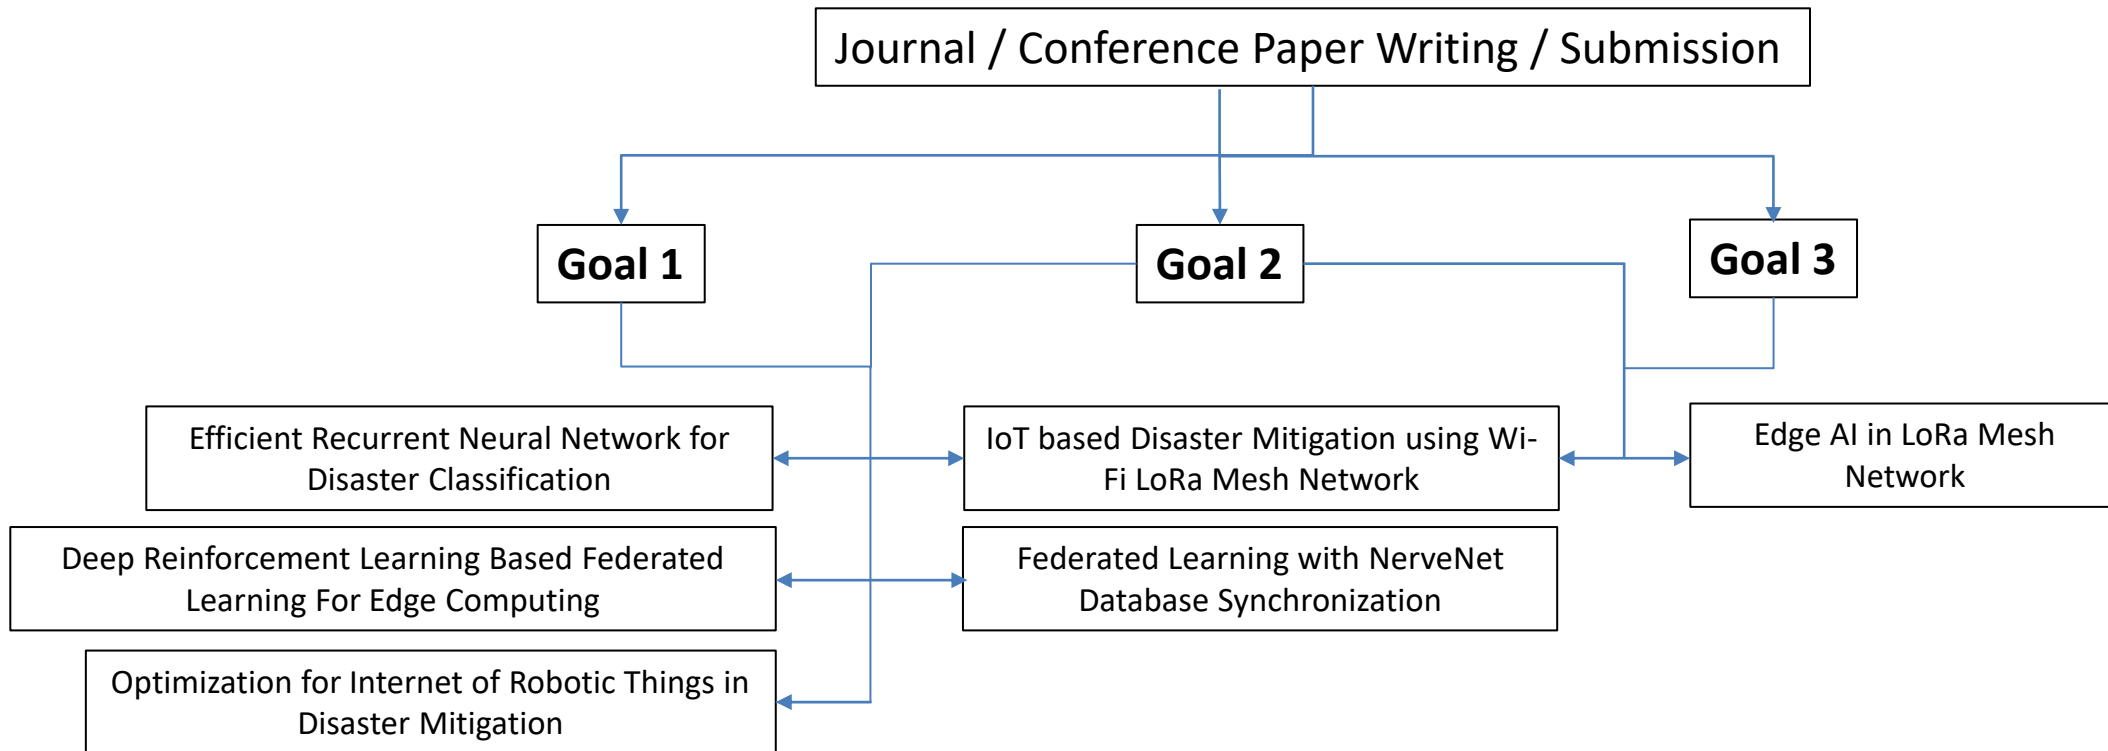 Journal / Conference Paper Writing / Submission
Goal 1
Goal 2
Goal 3
Efficient Recurrent Neural Network for
Disaster Classification
IoT based Disaster Mitigation using Wi-
Fi LoRa Mesh Network
Edge AI in LoRa Mesh
Network
Deep Reinforcement Learning Based Federated
Learning For Edge Computing
Federated Learning with NerveNet
Database Synchronization
Optimization for Internet of Robotic Things in
Disaster Mitigation